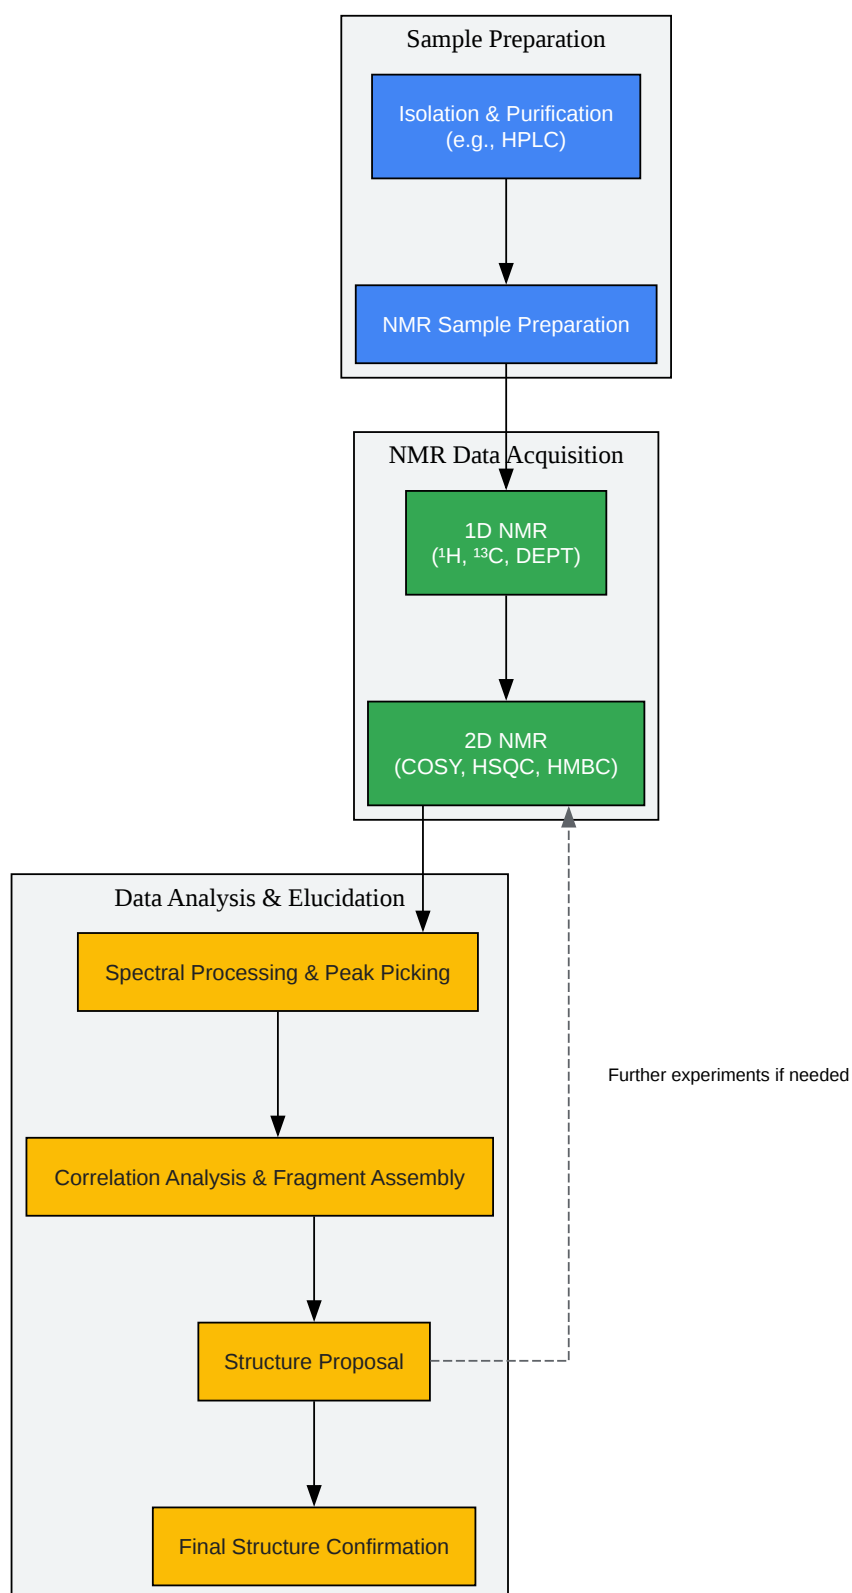 Sample Preparation
Isolation & Purification
(e.g., HPLC)
NMR Sample Preparation
NMR Data Acquisition
1D NMR
(¹H, ¹³C, DEPT)
2D NMR
(COSY, HSQC, HMBC)
Data Analysis & Elucidation
Spectral Processing & Peak Picking
Further experiments if needed
Correlation Analysis & Fragment Assembly
Structure Proposal
Final Structure Confirmation